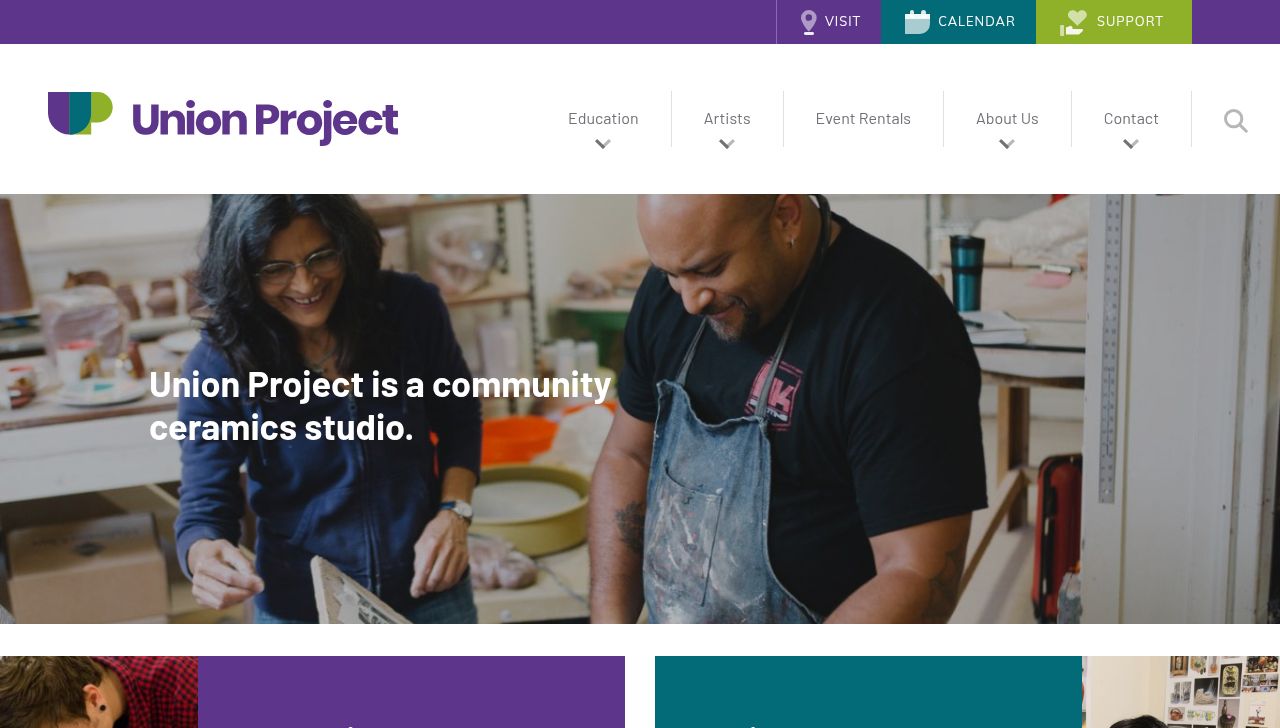 VISIT
CALENDAR
SUPPORT
Union Project
Education
Artists
Event Rentals
About Us
Contact
Union Project is a community
ceramics studio.